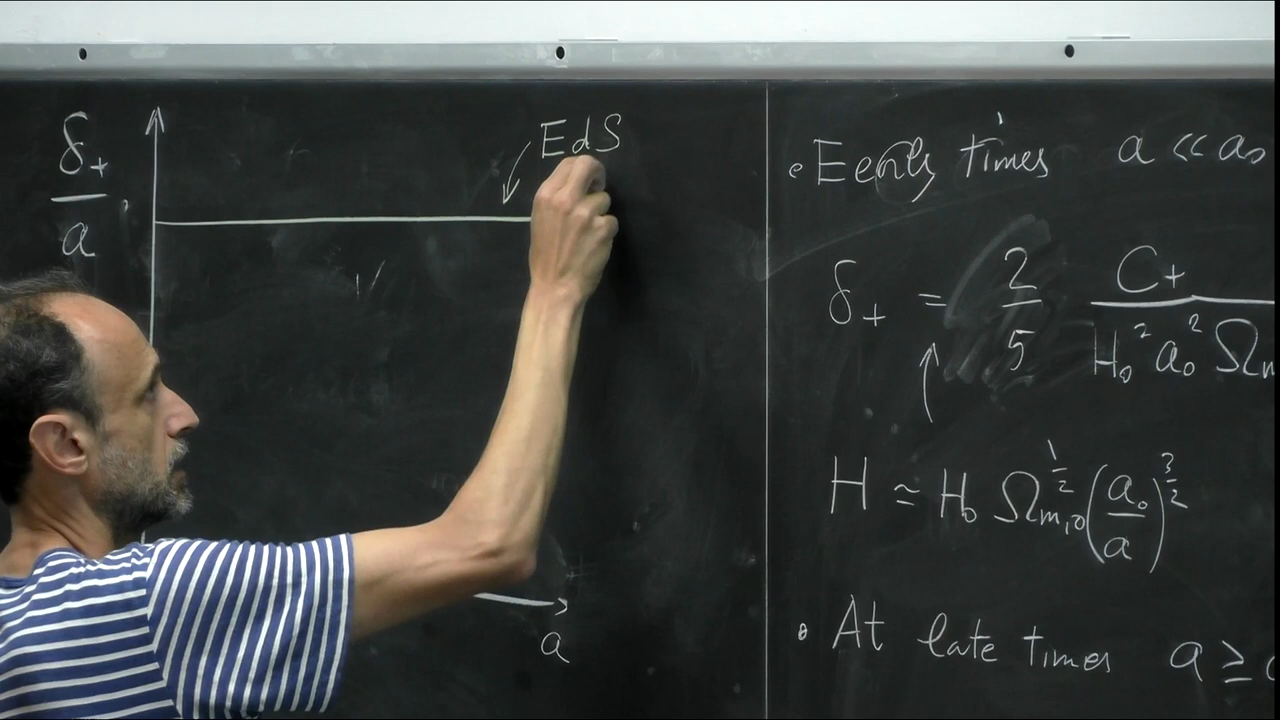 δ₊
a
EdS
a
• Early times a << a₀
δ₊ = 2/5 C₊ / H₀² a₀² Ωm
H ≃ H₀ Ωm,0^(1/2) (a₀/a)^(3/2)
• At late times a ≥